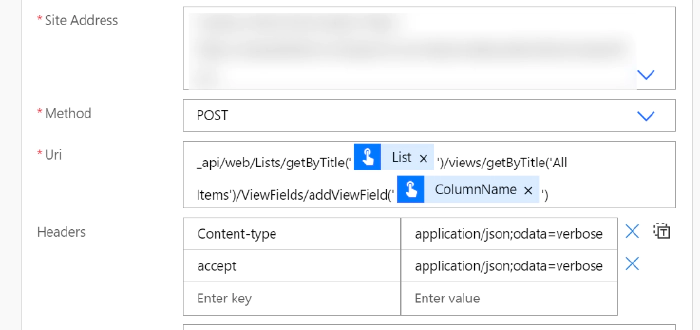 * Site Address
* Method
POST
* Uri
_api/web/Lists/getByTitle(' List × ')/views/getByTitle('All
Items')/ViewFields/addViewField(' ColumnName × ')
Headers
Content-type application/json;odata=verbose
accept application/json;odata=verbose
Enter key Enter value